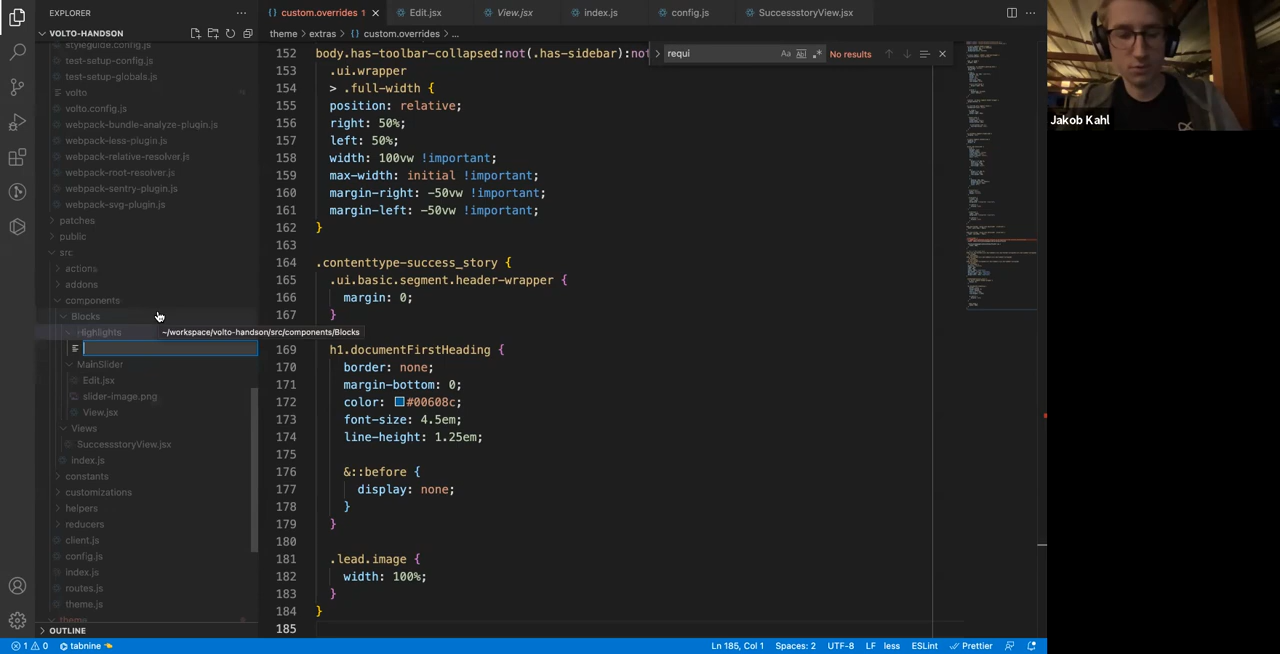 EXPLORER
custom.overrides 1
Edit.jsx
View.jsx
index.js
config.js
SuccessstoryView.jsx
VOLTO-HANDSON
theme > extras > custom.overrides > ...
requi
No results
styleguide.config.js
test-setup-config.js
test-setup-globals.js
volto
volto.config.js
webpack-bundle-analyze-plugin.js
webpack-less-plugin.js
webpack-relative-resolver.js
webpack-root-resolver.js
webpack-sentry-plugin.js
webpack-svg-plugin.js
patches
public
src
actions
addons
components
Blocks
Highlights
~/workspace/volto-handson/src/components/Blocks
MainSlider
Edit.jsx
slider-image.png
View.jsx
Views
SuccessstoryView.jsx
index.js
constants
customizations
helpers
reducers
client.js
config.js
index.js
routes.js
theme.js
theme
OUTLINE
152 body.has-toolbar-collapsed:not(.has-sidebar):not
153 .ui.wrapper
154 > .full-width {
155 position: relative;
156 right: 50%;
157 left: 50%;
158 width: 100vw !important;
159 max-width: initial !important;
160 margin-right: -50vw !important;
161 margin-left: -50vw !important;
162 }
163
164 .contenttype-success_story {
165 .ui.basic.segment.header-wrapper {
166 margin: 0;
167 }
169 h1.documentFirstHeading {
170 border: none;
171 margin-bottom: 0;
172 color: #00608c;
173 font-size: 4.5em;
174 line-height: 1.25em;
175
176 &::before {
177 display: none;
178 }
179 }
180
181 .lead.image {
182 width: 100%;
183 }
184 }
185
Jakob Kahl
1 0 tabnine
Ln 185, Col 1 Spaces: 2 UTF-8 LF less ESLint Prettier